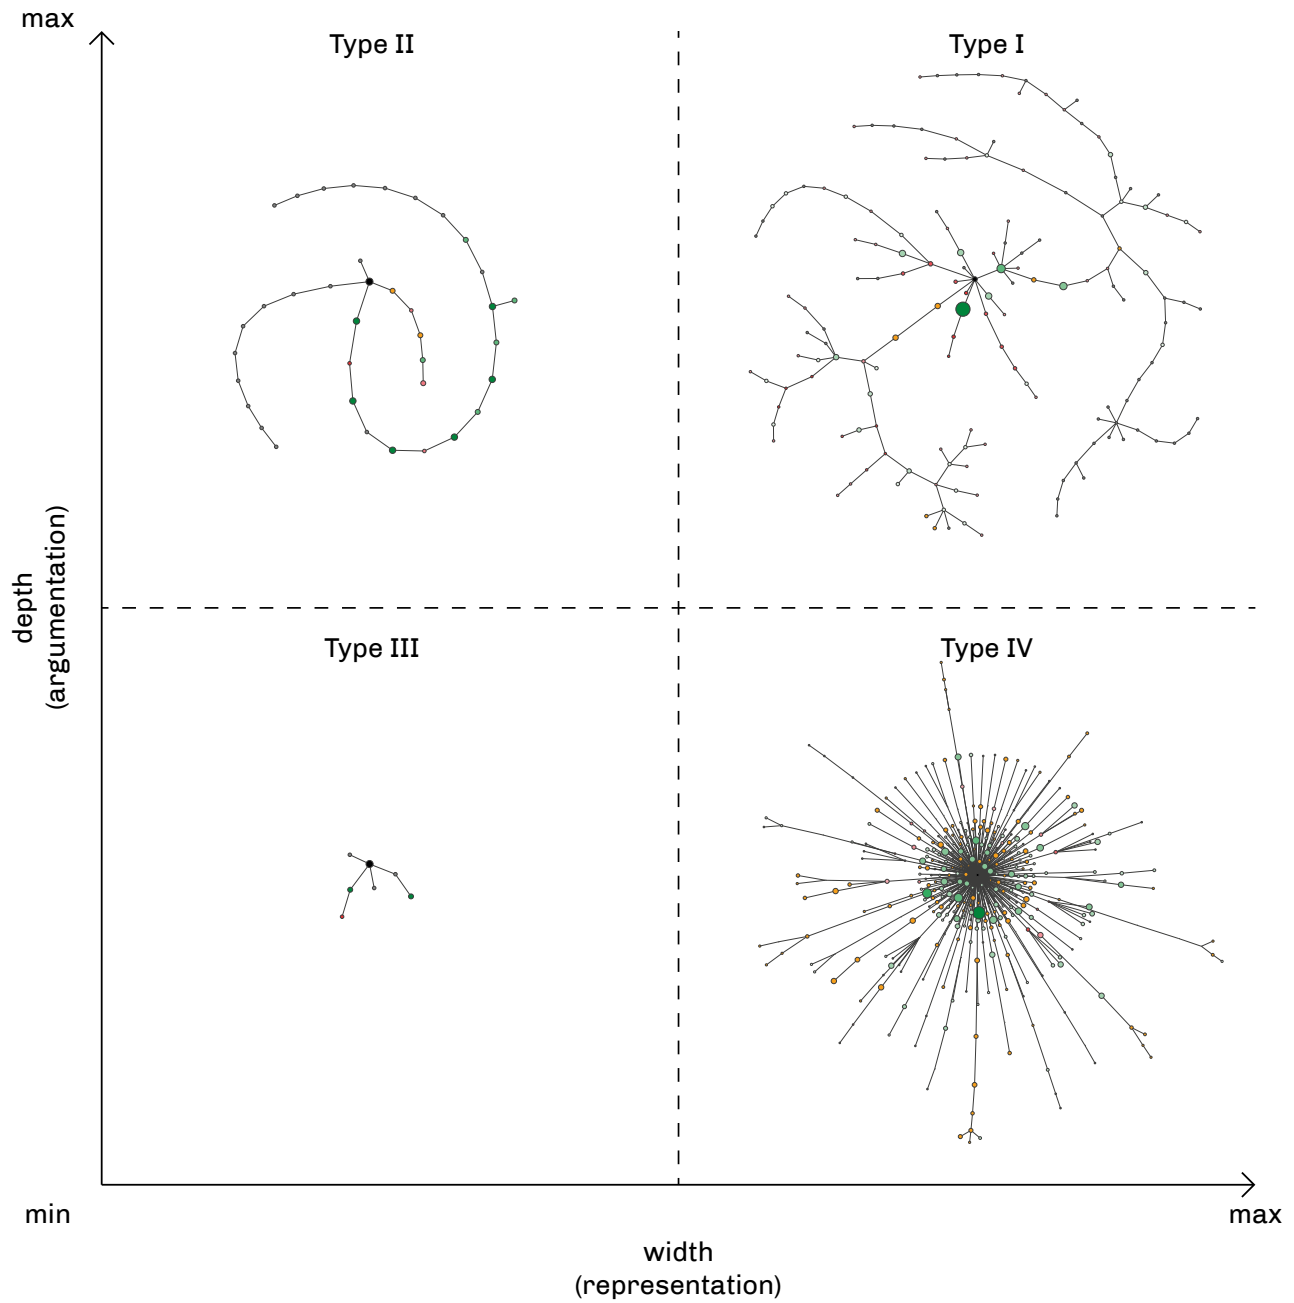 max
Type II
Type I
depth
(argumentation)
Type III
Type IV
min
max
width
(representation)